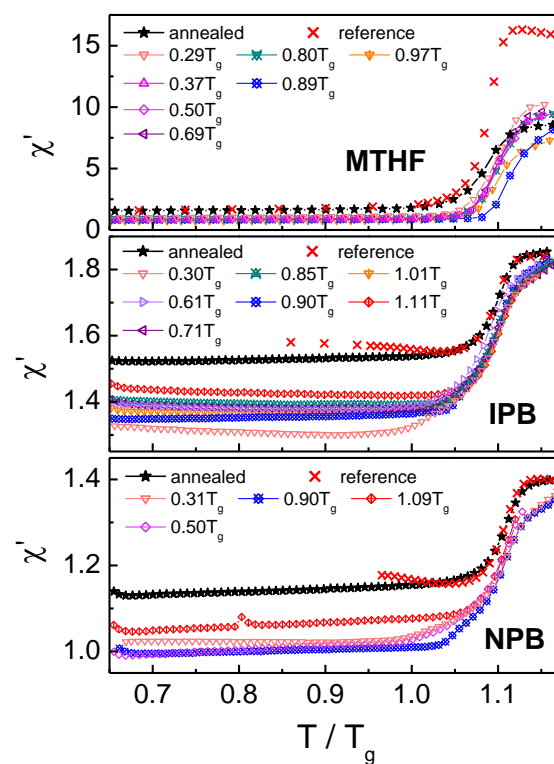 annealed reference
0.29Tg 0.80Tg 0.97Tg
0.37Tg 0.89Tg
0.50Tg
0.69Tg
MTHF
15
10
5
0
χ'
annealed reference
0.30Tg 0.85Tg 1.01Tg
0.61Tg 0.90Tg 1.11Tg
0.71Tg
IPB
1.8
1.6
1.4
χ'
annealed reference
0.31Tg 0.90Tg 1.09Tg
0.50Tg
NPB
1.4
1.2
1.0
χ'
0.7 0.8 0.9 1.0 1.1
T / Tg